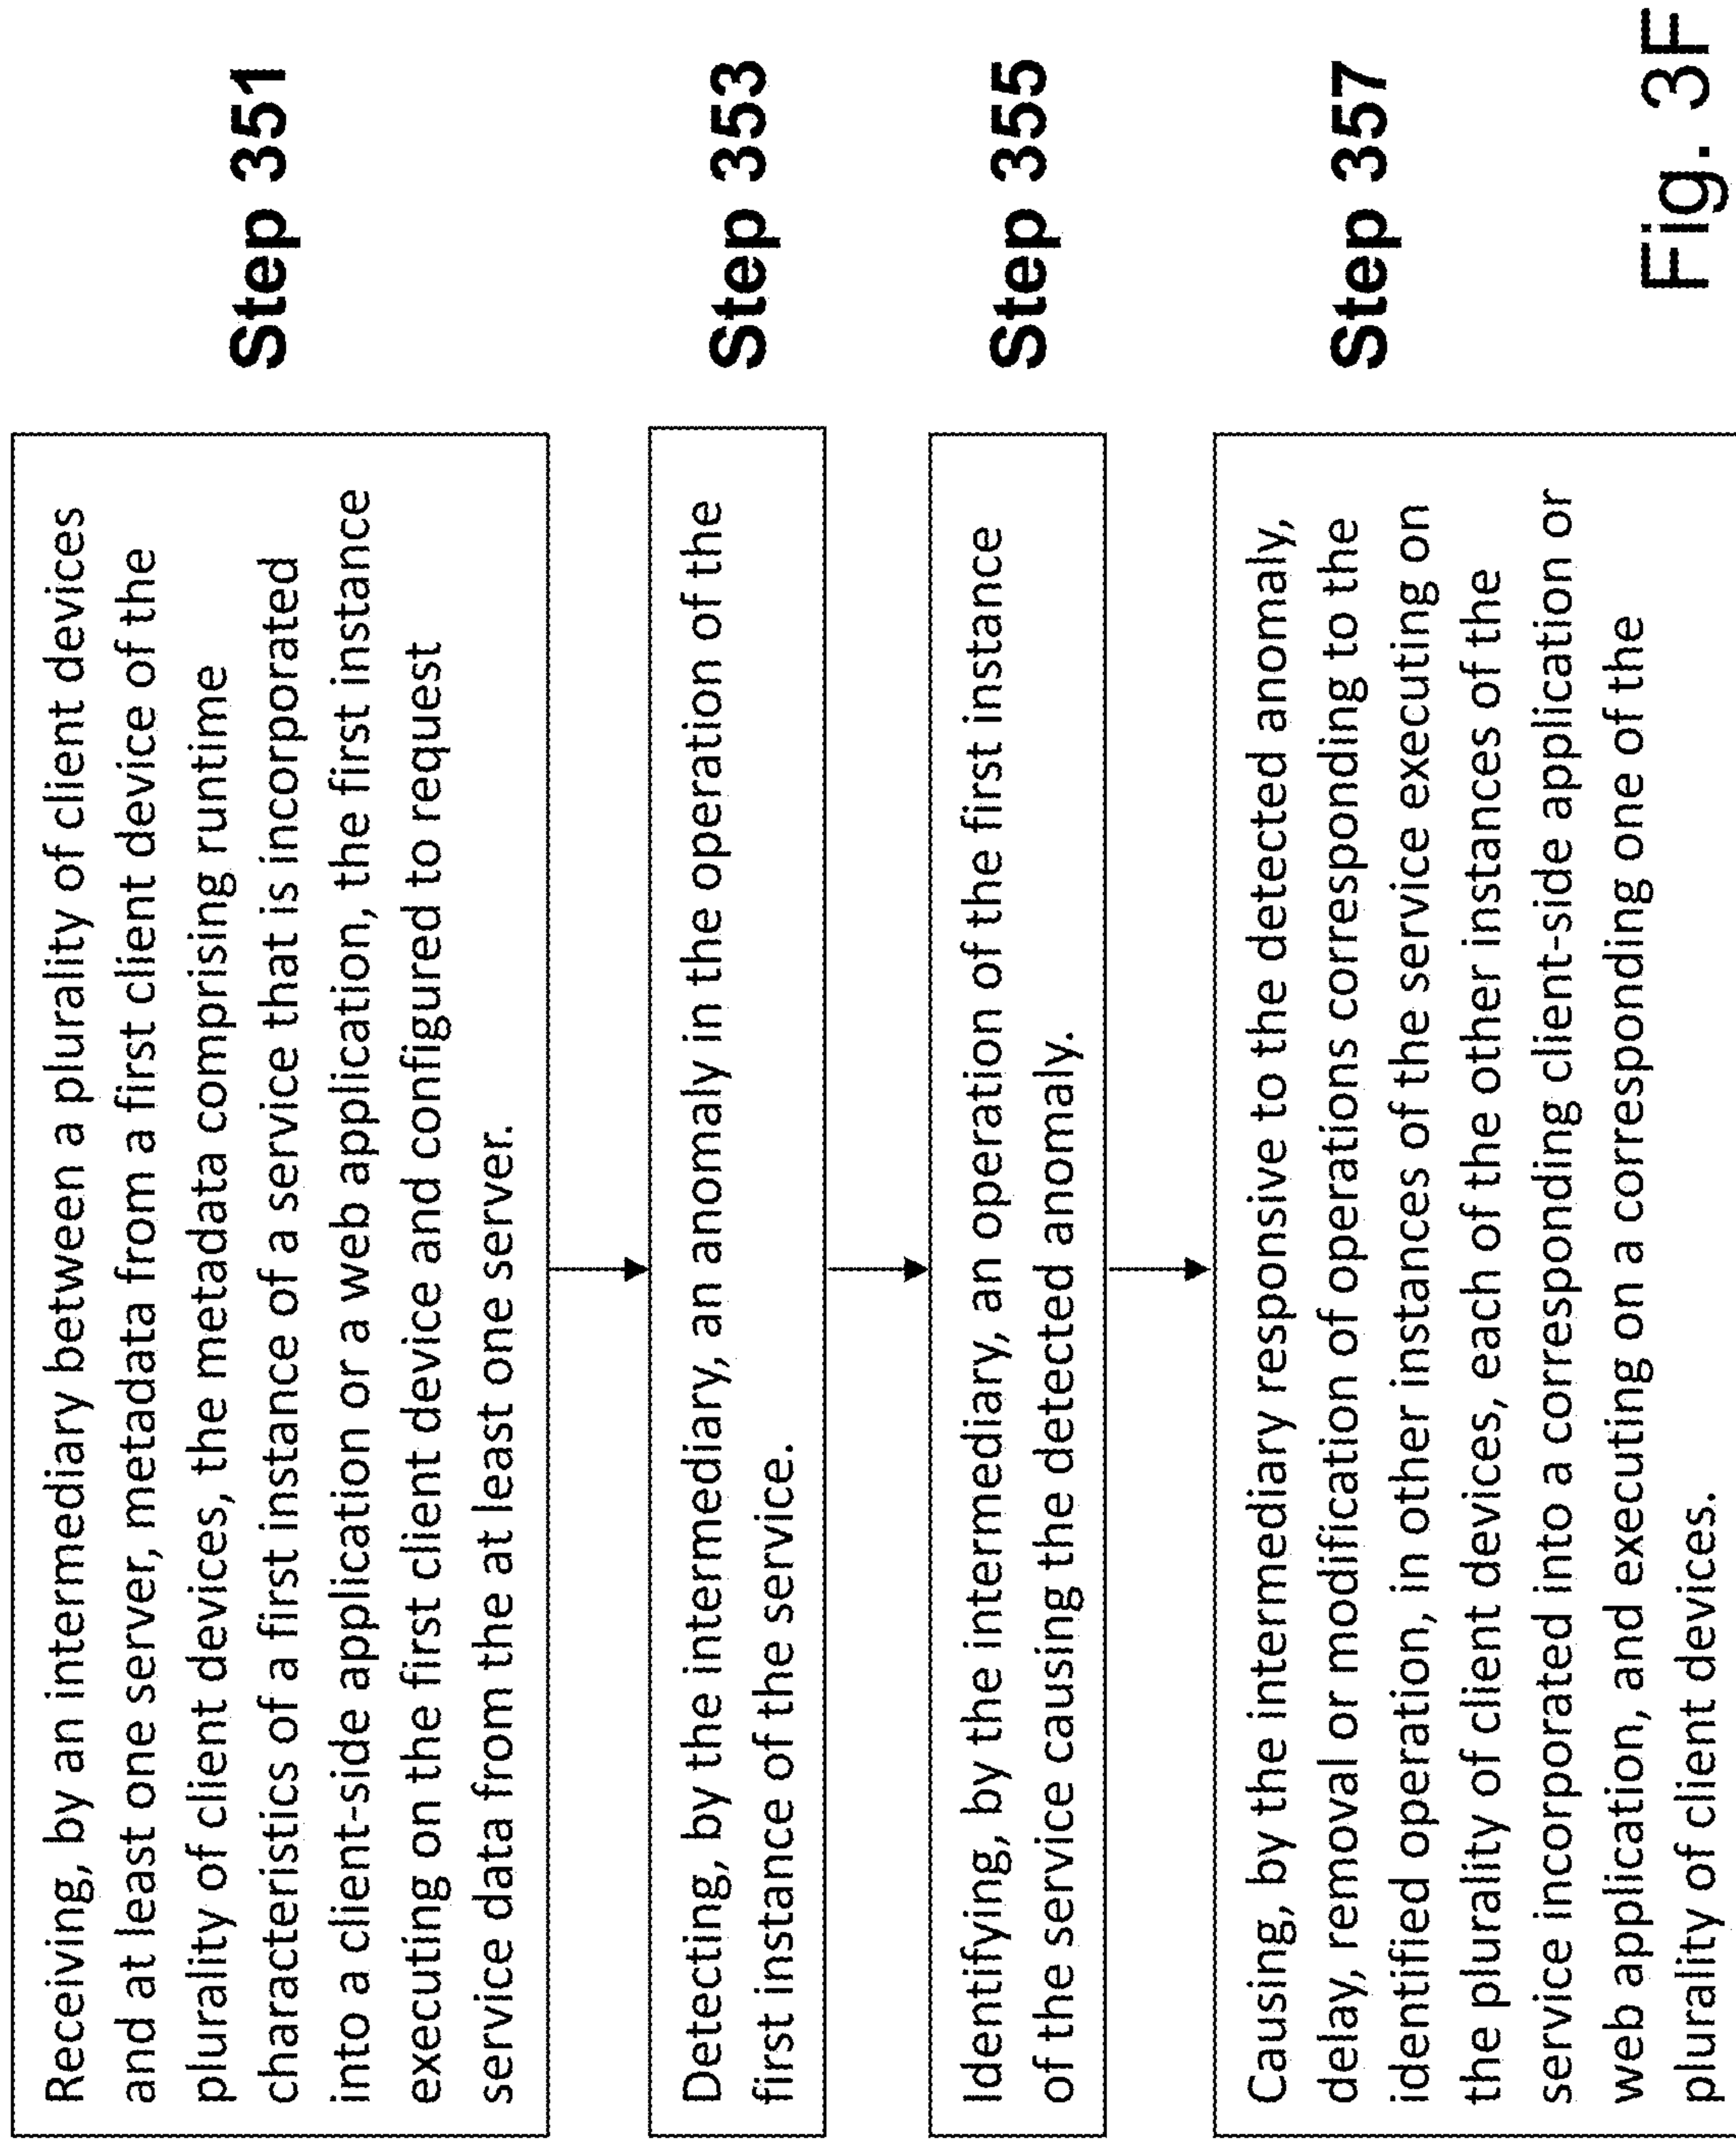 Receiving, by an intermediary between a plurality of client devices
and at least one server, metadata from a first client device of the
plurality of client devices, the metadata comprising runtime
characteristics of a first instance of a service that is incorporated
into a client-side application or a web application, the first instance
executing on the first client device and configured to request
service data from the at least one server.
Step 351
Detecting, by the intermediary, an anomaly in the operation of the
first instance of the service.
Step 353
Identifying, by the intermediary, an operation of the first instance
of the service causing the detected anomaly.
Step 355
Causing, by the intermediary responsive to the detected anomaly,
delay, removal or modification of operations corresponding to the
identified operation, in other instances of the service executing on
the plurality of client devices, each of the other instances of the
service incorporated into a corresponding client-side application or
web application, and executing on a corresponding one of the
plurality of client devices.
Step 357
Fig. 3F